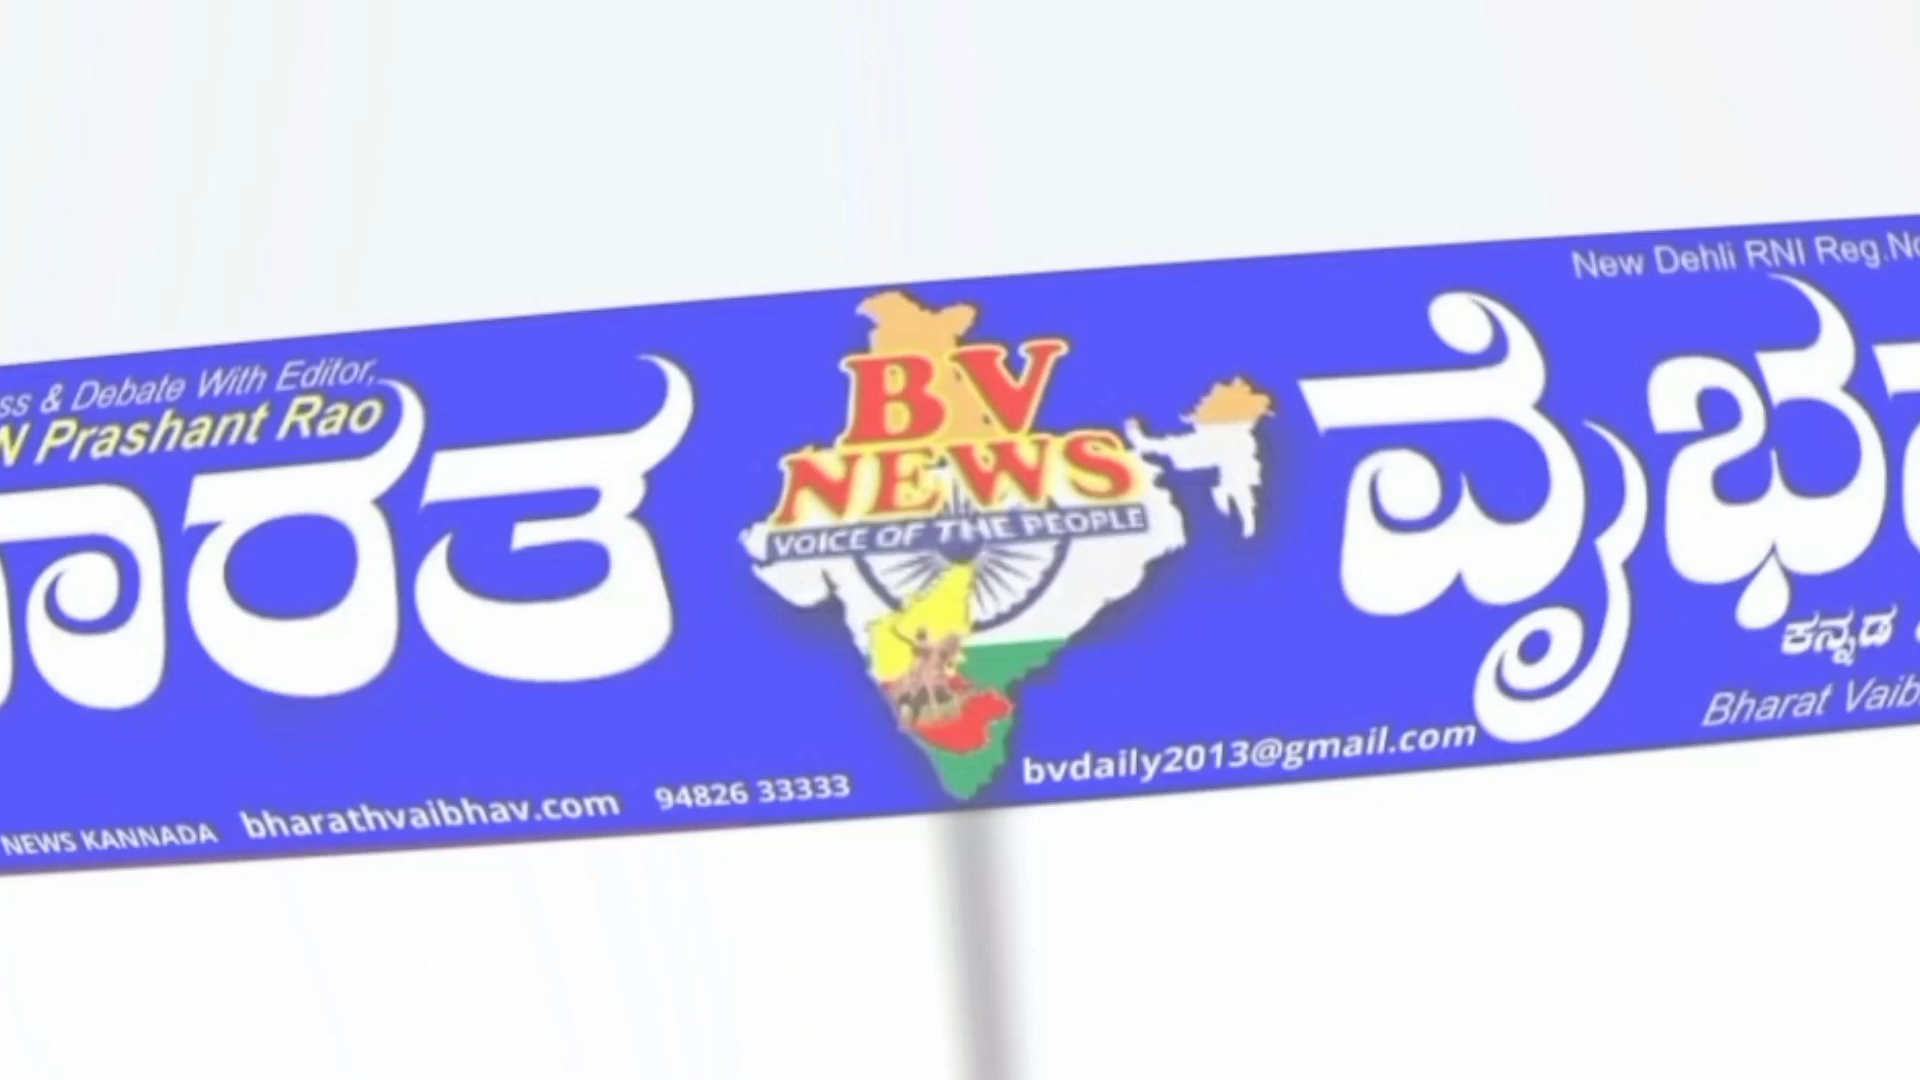 ss & Debate With Editor,
N Prashant Rao
ಾರತ
BV
NEWS
VOICE OF THE PEOPLE
New Dehli RNI Reg.No
ವೈಭ
ಕನ್ನಡ
Bharat Vaib
NEWS KANNADA bharathvaibhav.com 94826 33333
bvdaily2013@gmail.com